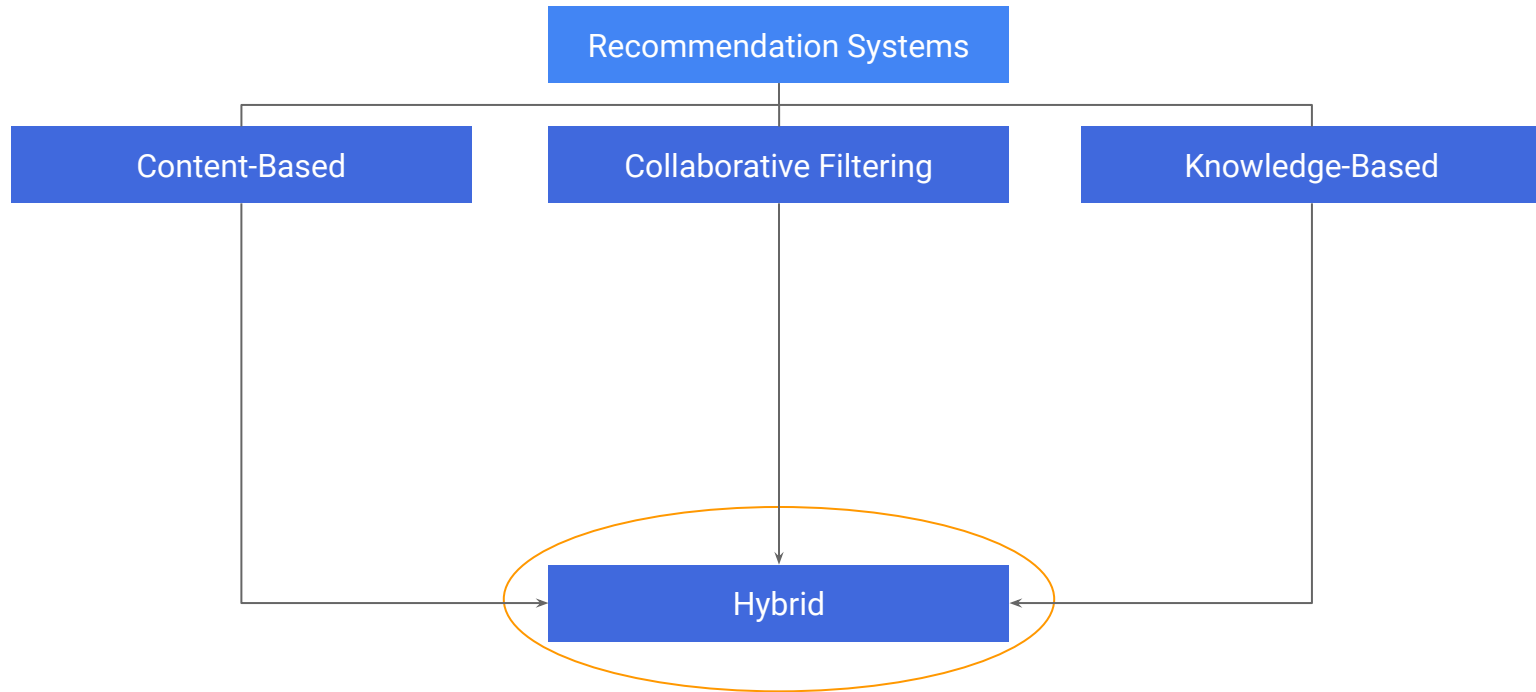 Recommendation Systems
Content-Based
Collaborative Filtering
Knowledge-Based
Hybrid